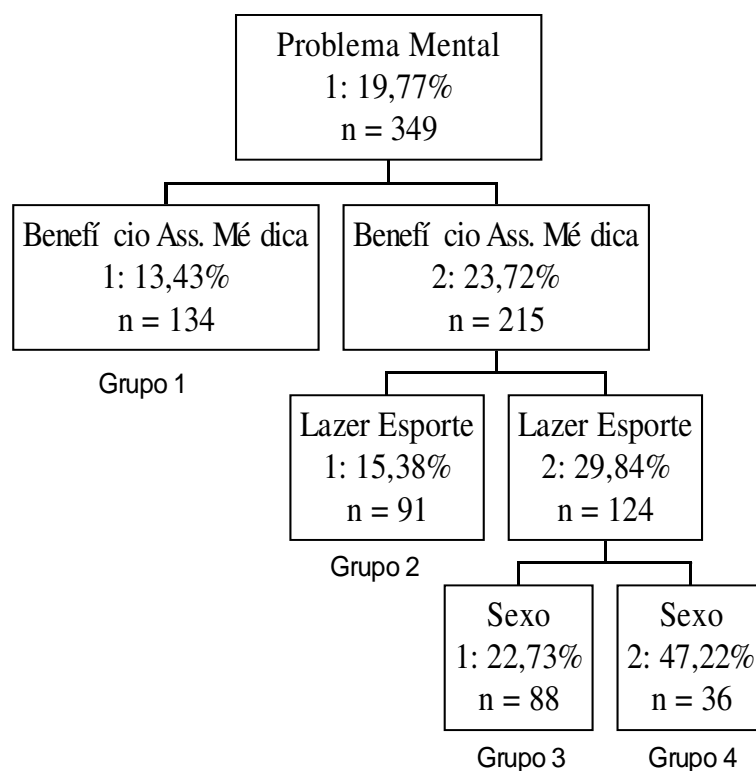 Problema Mental
1: 19,77%
n = 349
Benefí cio Ass. Mé dica
1: 13,43%
n = 134
Grupo 1
Benefí cio Ass. Mé dica
2: 23,72%
n = 215
Lazer Esporte
1: 15,38%
n = 91
Grupo 2
Lazer Esporte
2: 29,84%
n = 124
Sexo
1: 22,73%
n = 88
Grupo 3
Sexo
2: 47,22%
n = 36
Grupo 4